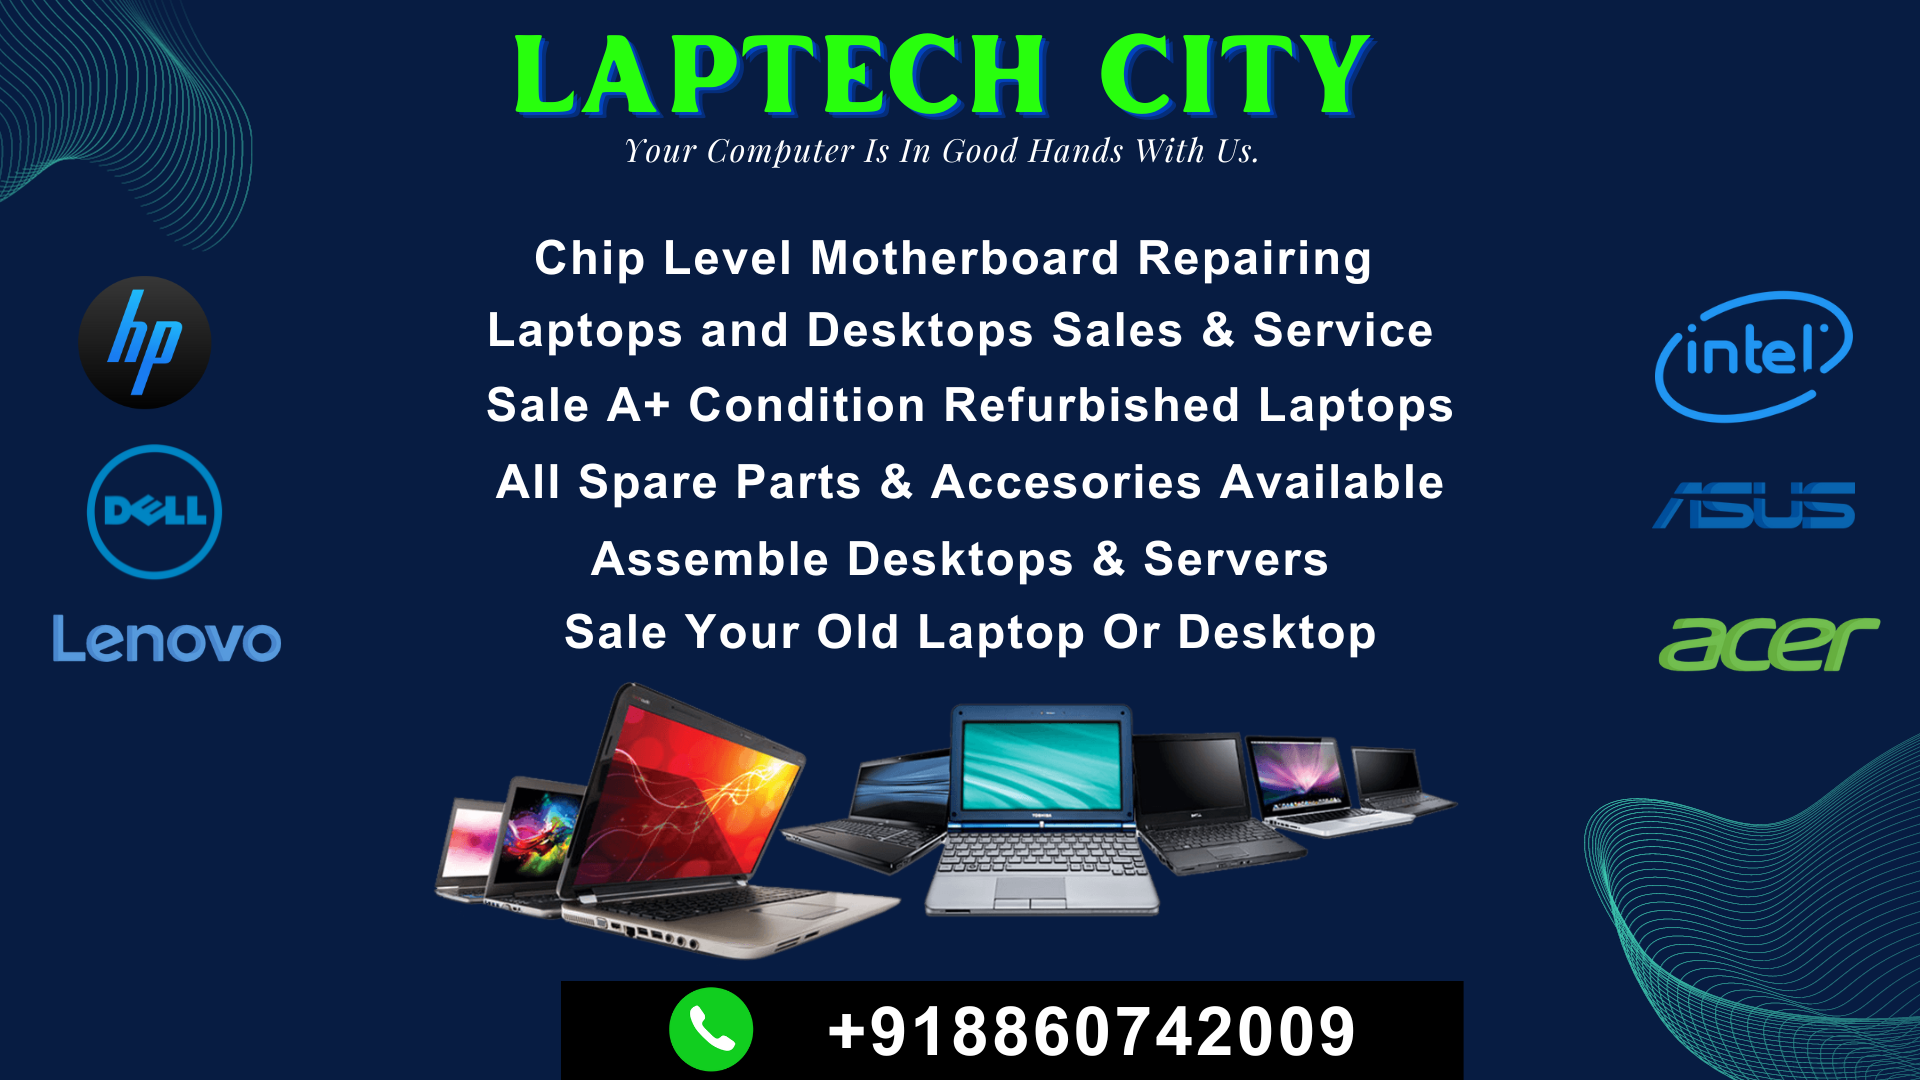 LAPTECH CITY
Your Computer Is In Good Hands With Us.
Chip Level Motherboard Repairing
Laptops and Desktops Sales & Service
Sale A+ Condition Refurbished Laptops
All Spare Parts & Accesories Available
Assemble Desktops & Servers
Sale Your Old Laptop Or Desktop
hp
DELL
Lenovo
intel
ASUS
acer
TOSHIBA
DELL
+918860742009